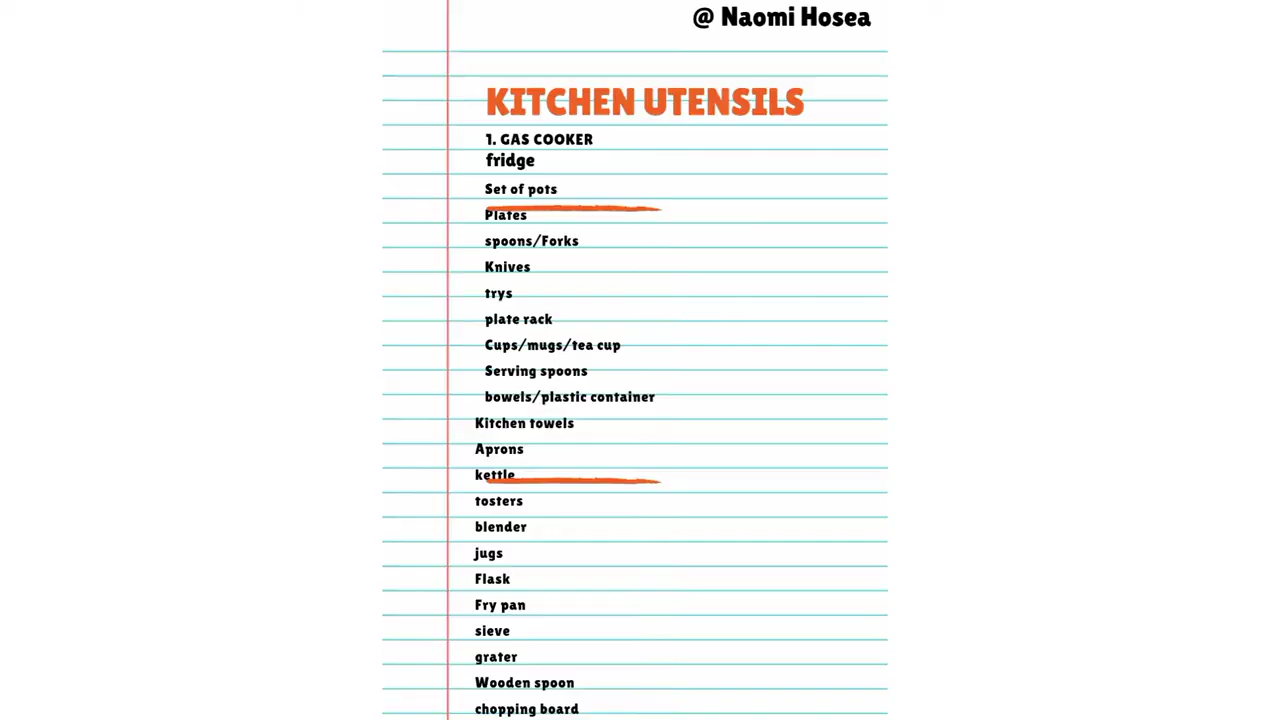 @ Naomi Hosea
KITCHEN UTENSILS
1. GAS COOKER
fridge
Set of pots
Plates
spoons/Forks
Knives
trys
plate rack
Cups/mugs/tea cup
Serving spoons
bowels/plastic container
Kitchen towels
Aprons
kettle
tosters
blender
jugs
Flask
Fry pan
sieve
grater
Wooden spoon
chopping board